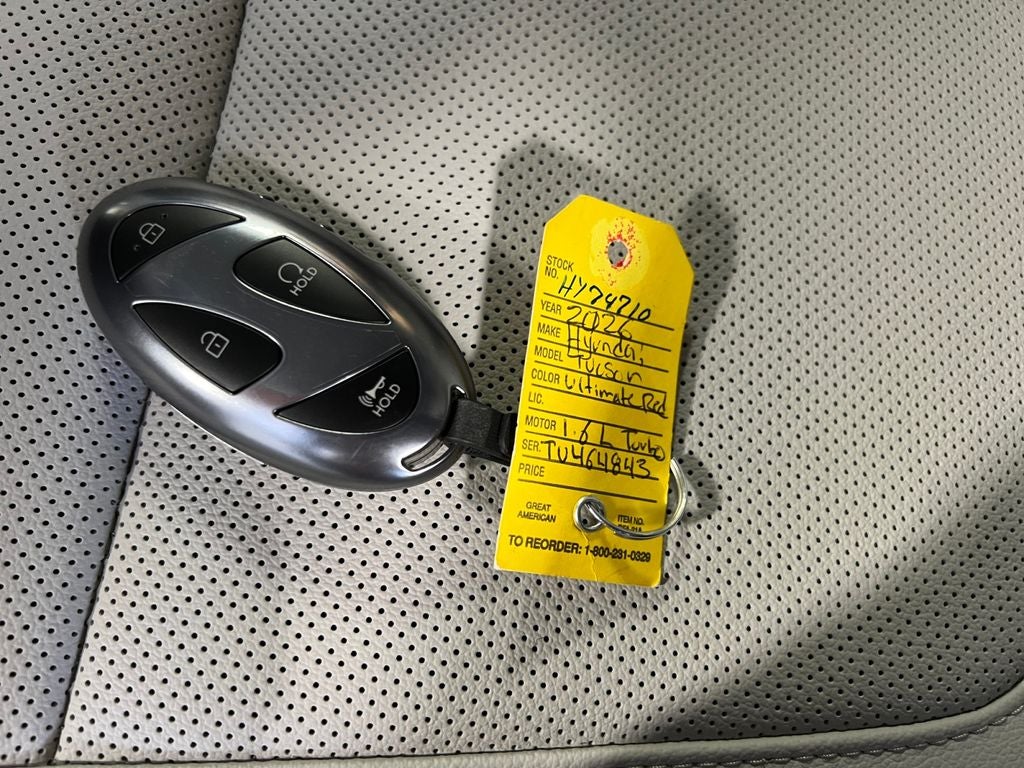 HOLD
HOLD
STOCK NO. HY74710
YEAR 2026
MAKE Hyundai
MODEL Tucson
COLOR Ultimate Red
LIC.
MOTOR 1.6 L Turbo
SER. TU464843
PRICE
GREAT AMERICAN
ITEM NO.
TO REORDER: 1-800-231-0329